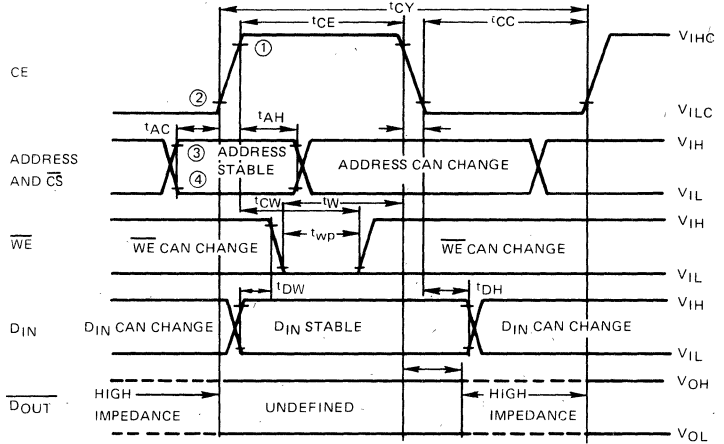 tCY
tCE
tCC
CE
①
②
VIHC
VILC
tAC
tAH
ADDRESS
AND CS
③ ADDRESS
④ STABLE
ADDRESS CAN CHANGE
VIH
VIL
tCW
tW
twp
WE
WE CAN CHANGE
WE CAN CHANGE
VIH
VIL
tDW
tDH
DIN
DIN CAN CHANGE
DIN STABLE
DIN CAN CHANGE
VIH
VIL
DOUT
HIGH
IMPEDANCE
UNDEFINED
HIGH
IMPEDANCE
VOH
VOL